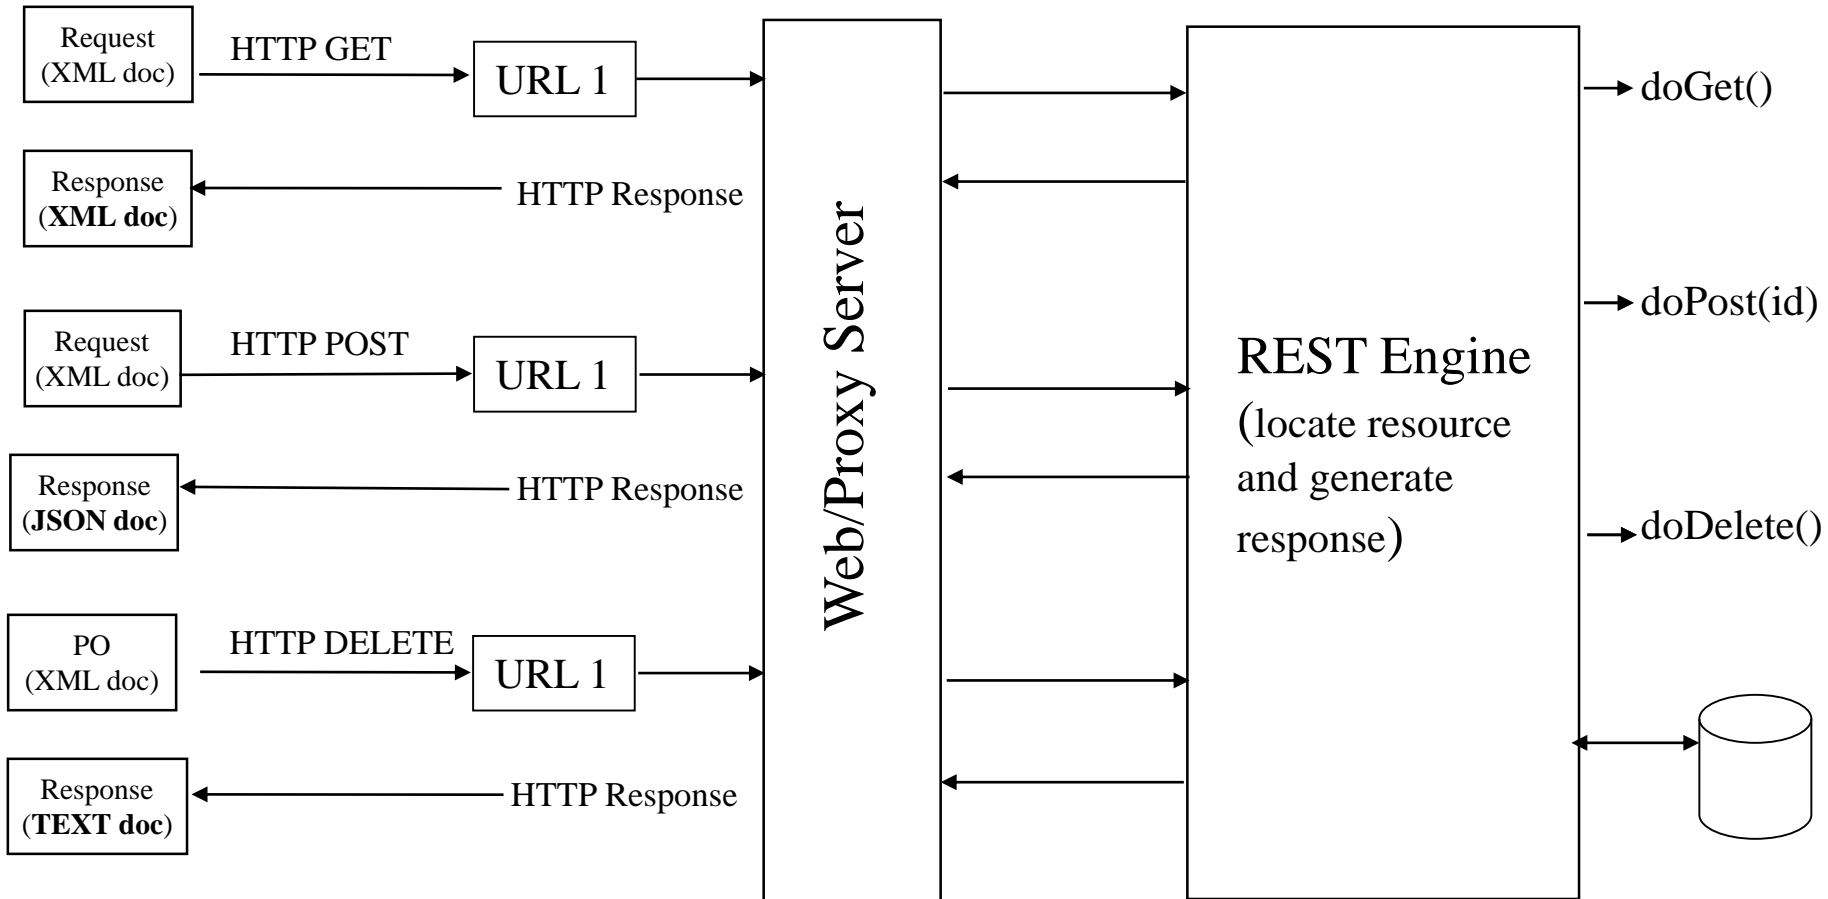 Request
(XML doc)
HTTP GET
URL 1
Response
(XML doc)
HTTP Response
Request
(XML doc)
HTTP POST
URL 1
Response
(JSON doc)
HTTP Response
PO
(XML doc)
HTTP DELETE
URL 1
Response
(TEXT doc)
HTTP Response
Web/Proxy Server
REST Engine
(locate resource
and generate
response)
doGet()
doPost(id)
doDelete()